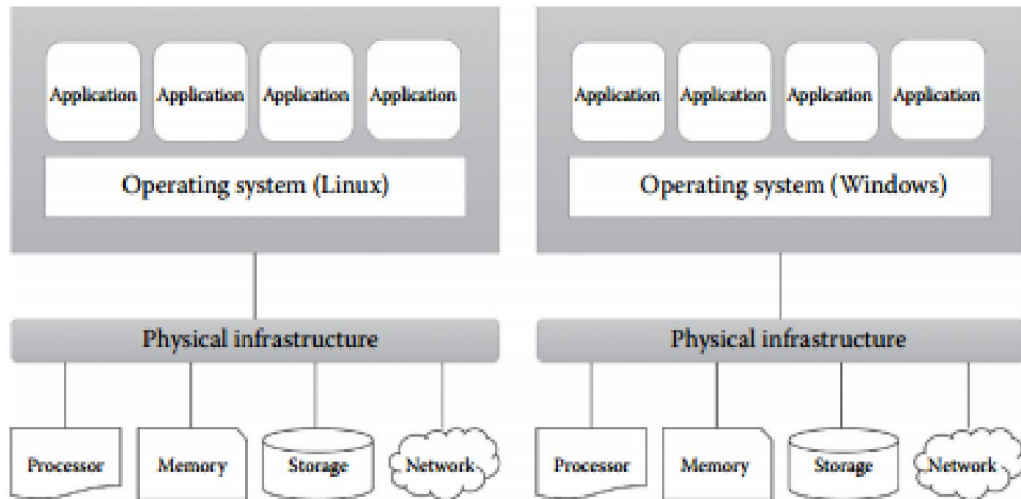 Application Application Application Application
Operating system (Linux)
Physical infrastructure
Processor Memory Storage Network
Application Application Application Application
Operating system (Windows)
Physical infrastructure
Processor Memory Storage Network